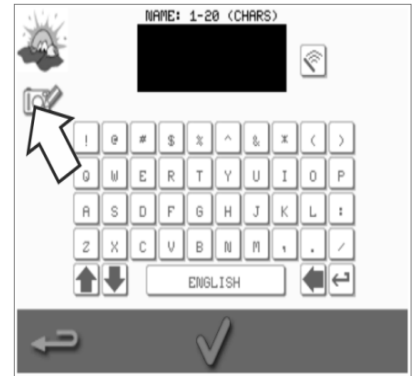 NAME: 1-20 (CHARS)
! @ # $ % ^ & * ( )
Q W E R T Y U I O P
A S D F G H J K L :
Z X C V B N M , . /
ENGLISH